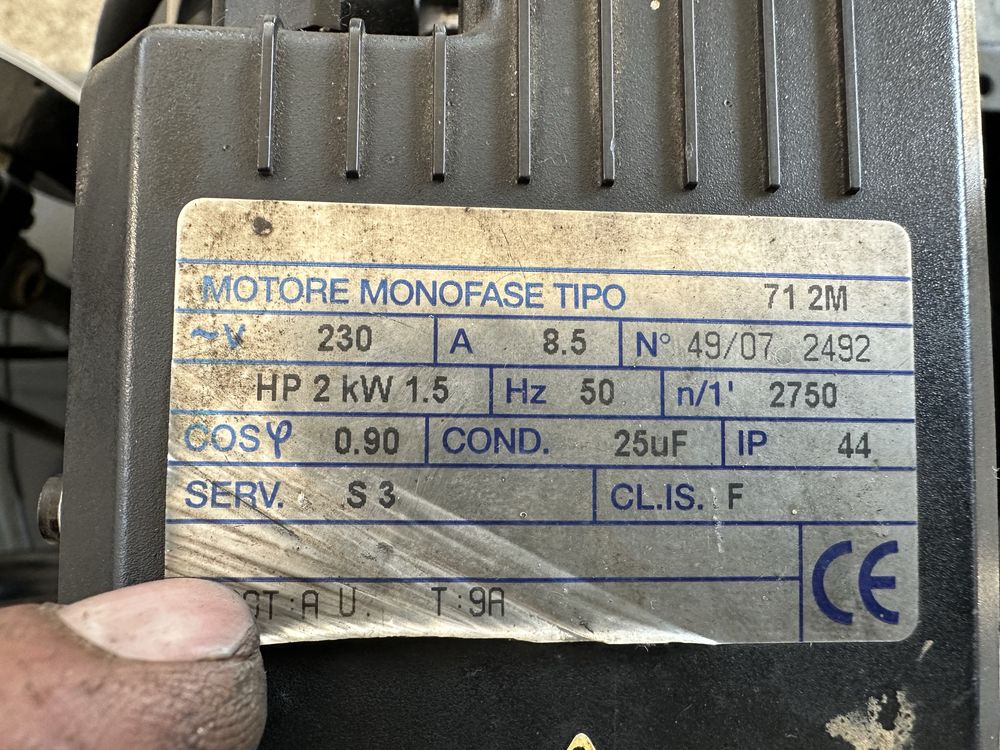 MOTORE MONOFASE TIPO 71 2M
~V 230 A 8.5 N° 49/07 2492
HP 2 kW 1.5 Hz 50 n/1' 2750
COSφ 0.90 COND. 25uF IP 44
SERV. S 3 CL.IS. F
CE
:A U. T:9A